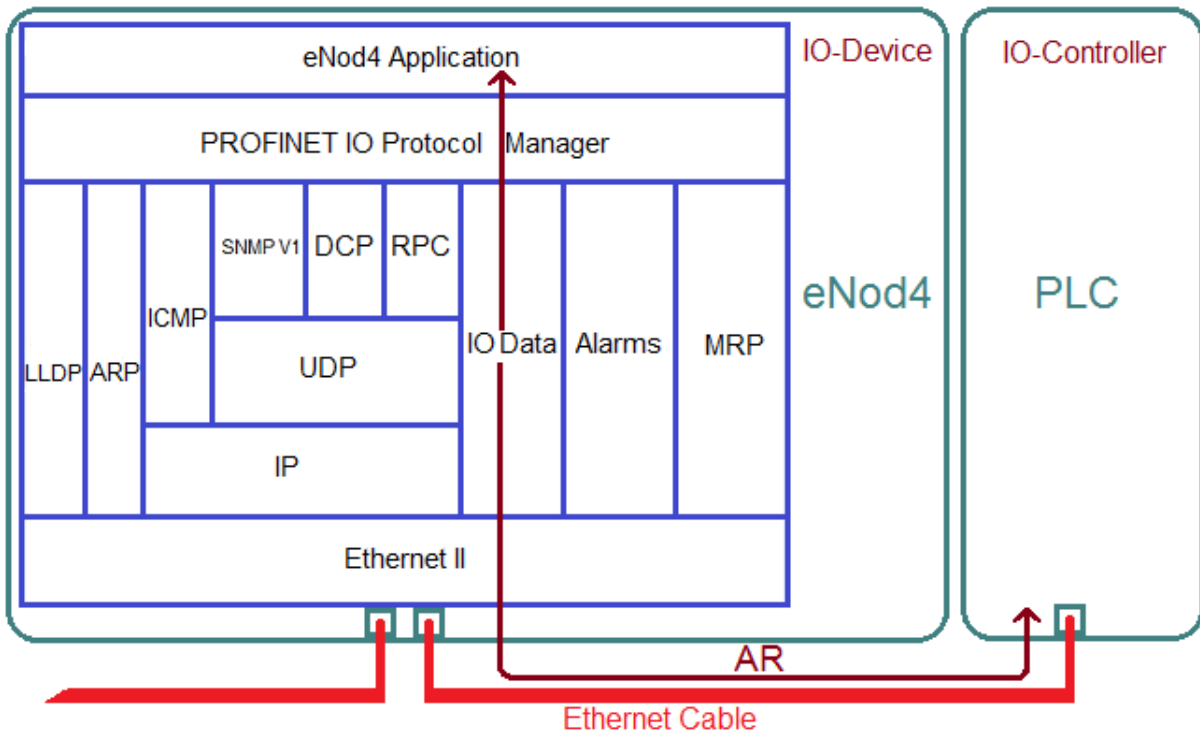 eNod4 Application
IO-Device
IO-Controller
PROFINET IO Protocol Manager
LLDP
ARP
ICMP
SNMP V1
DCP
RPC
UDP
IP
IO Data
Alarms
MRP
eNod4
PLC
Ethernet II
AR
Ethernet Cable